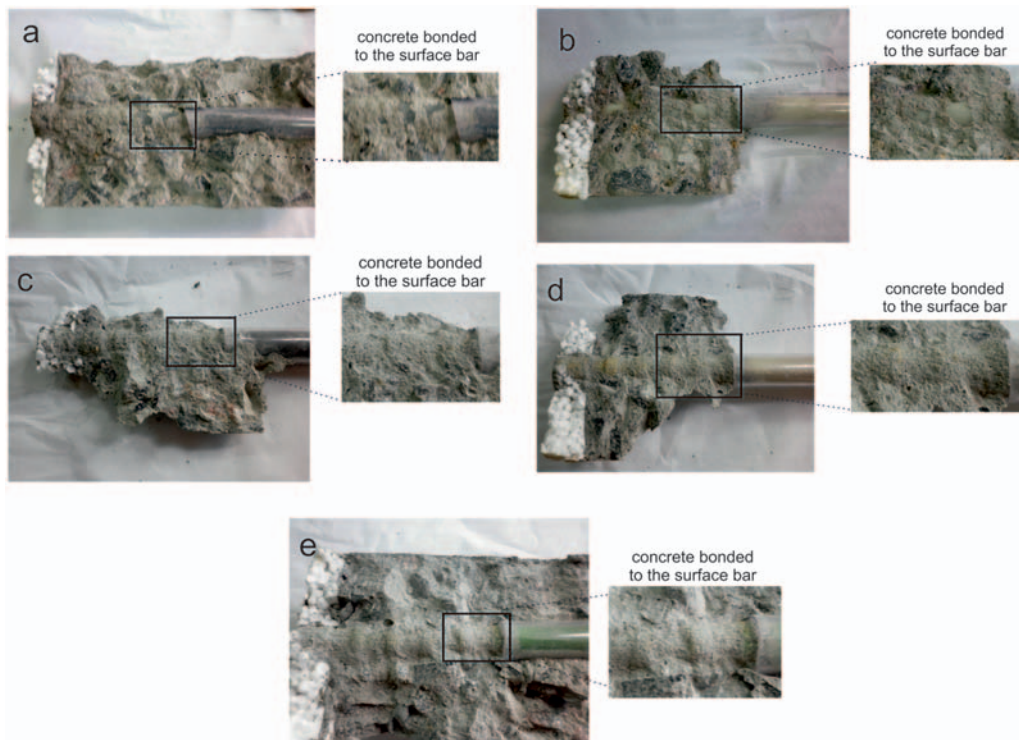 a
concrete bonded
to the surface bar
b
concrete bonded
to the surface bar
c
concrete bonded
to the surface bar
d
concrete bonded
to the surface bar
e
concrete bonded
to the surface bar